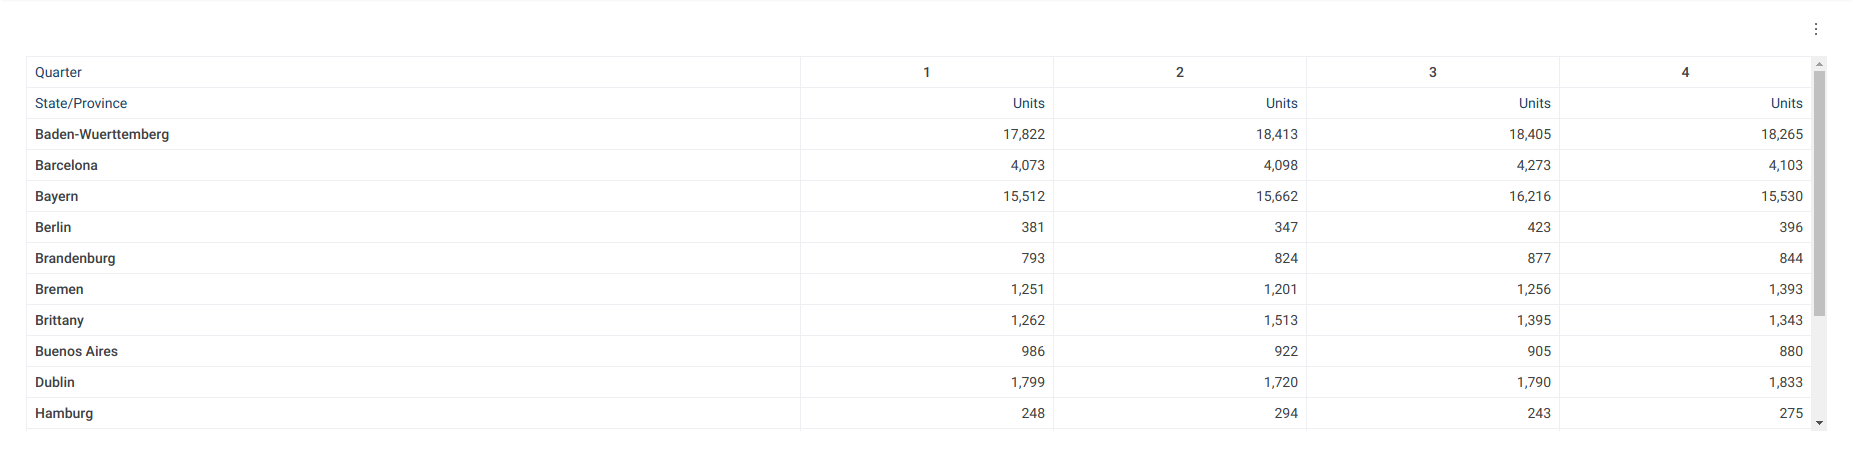 Quarter 1 2 3 4
State/Province Units Units Units Units
Baden-Wuerttemberg 17,822 18,413 18,405 18,265
Barcelona 4,073 4,098 4,273 4,103
Bayern 15,512 15,662 16,216 15,530
Berlin 381 347 423 396
Brandenburg 793 824 877 844
Bremen 1,251 1,201 1,256 1,393
Brittany 1,262 1,513 1,395 1,343
Buenos Aires 986 922 905 880
Dublin 1,799 1,720 1,790 1,833
Hamburg 248 294 243 275